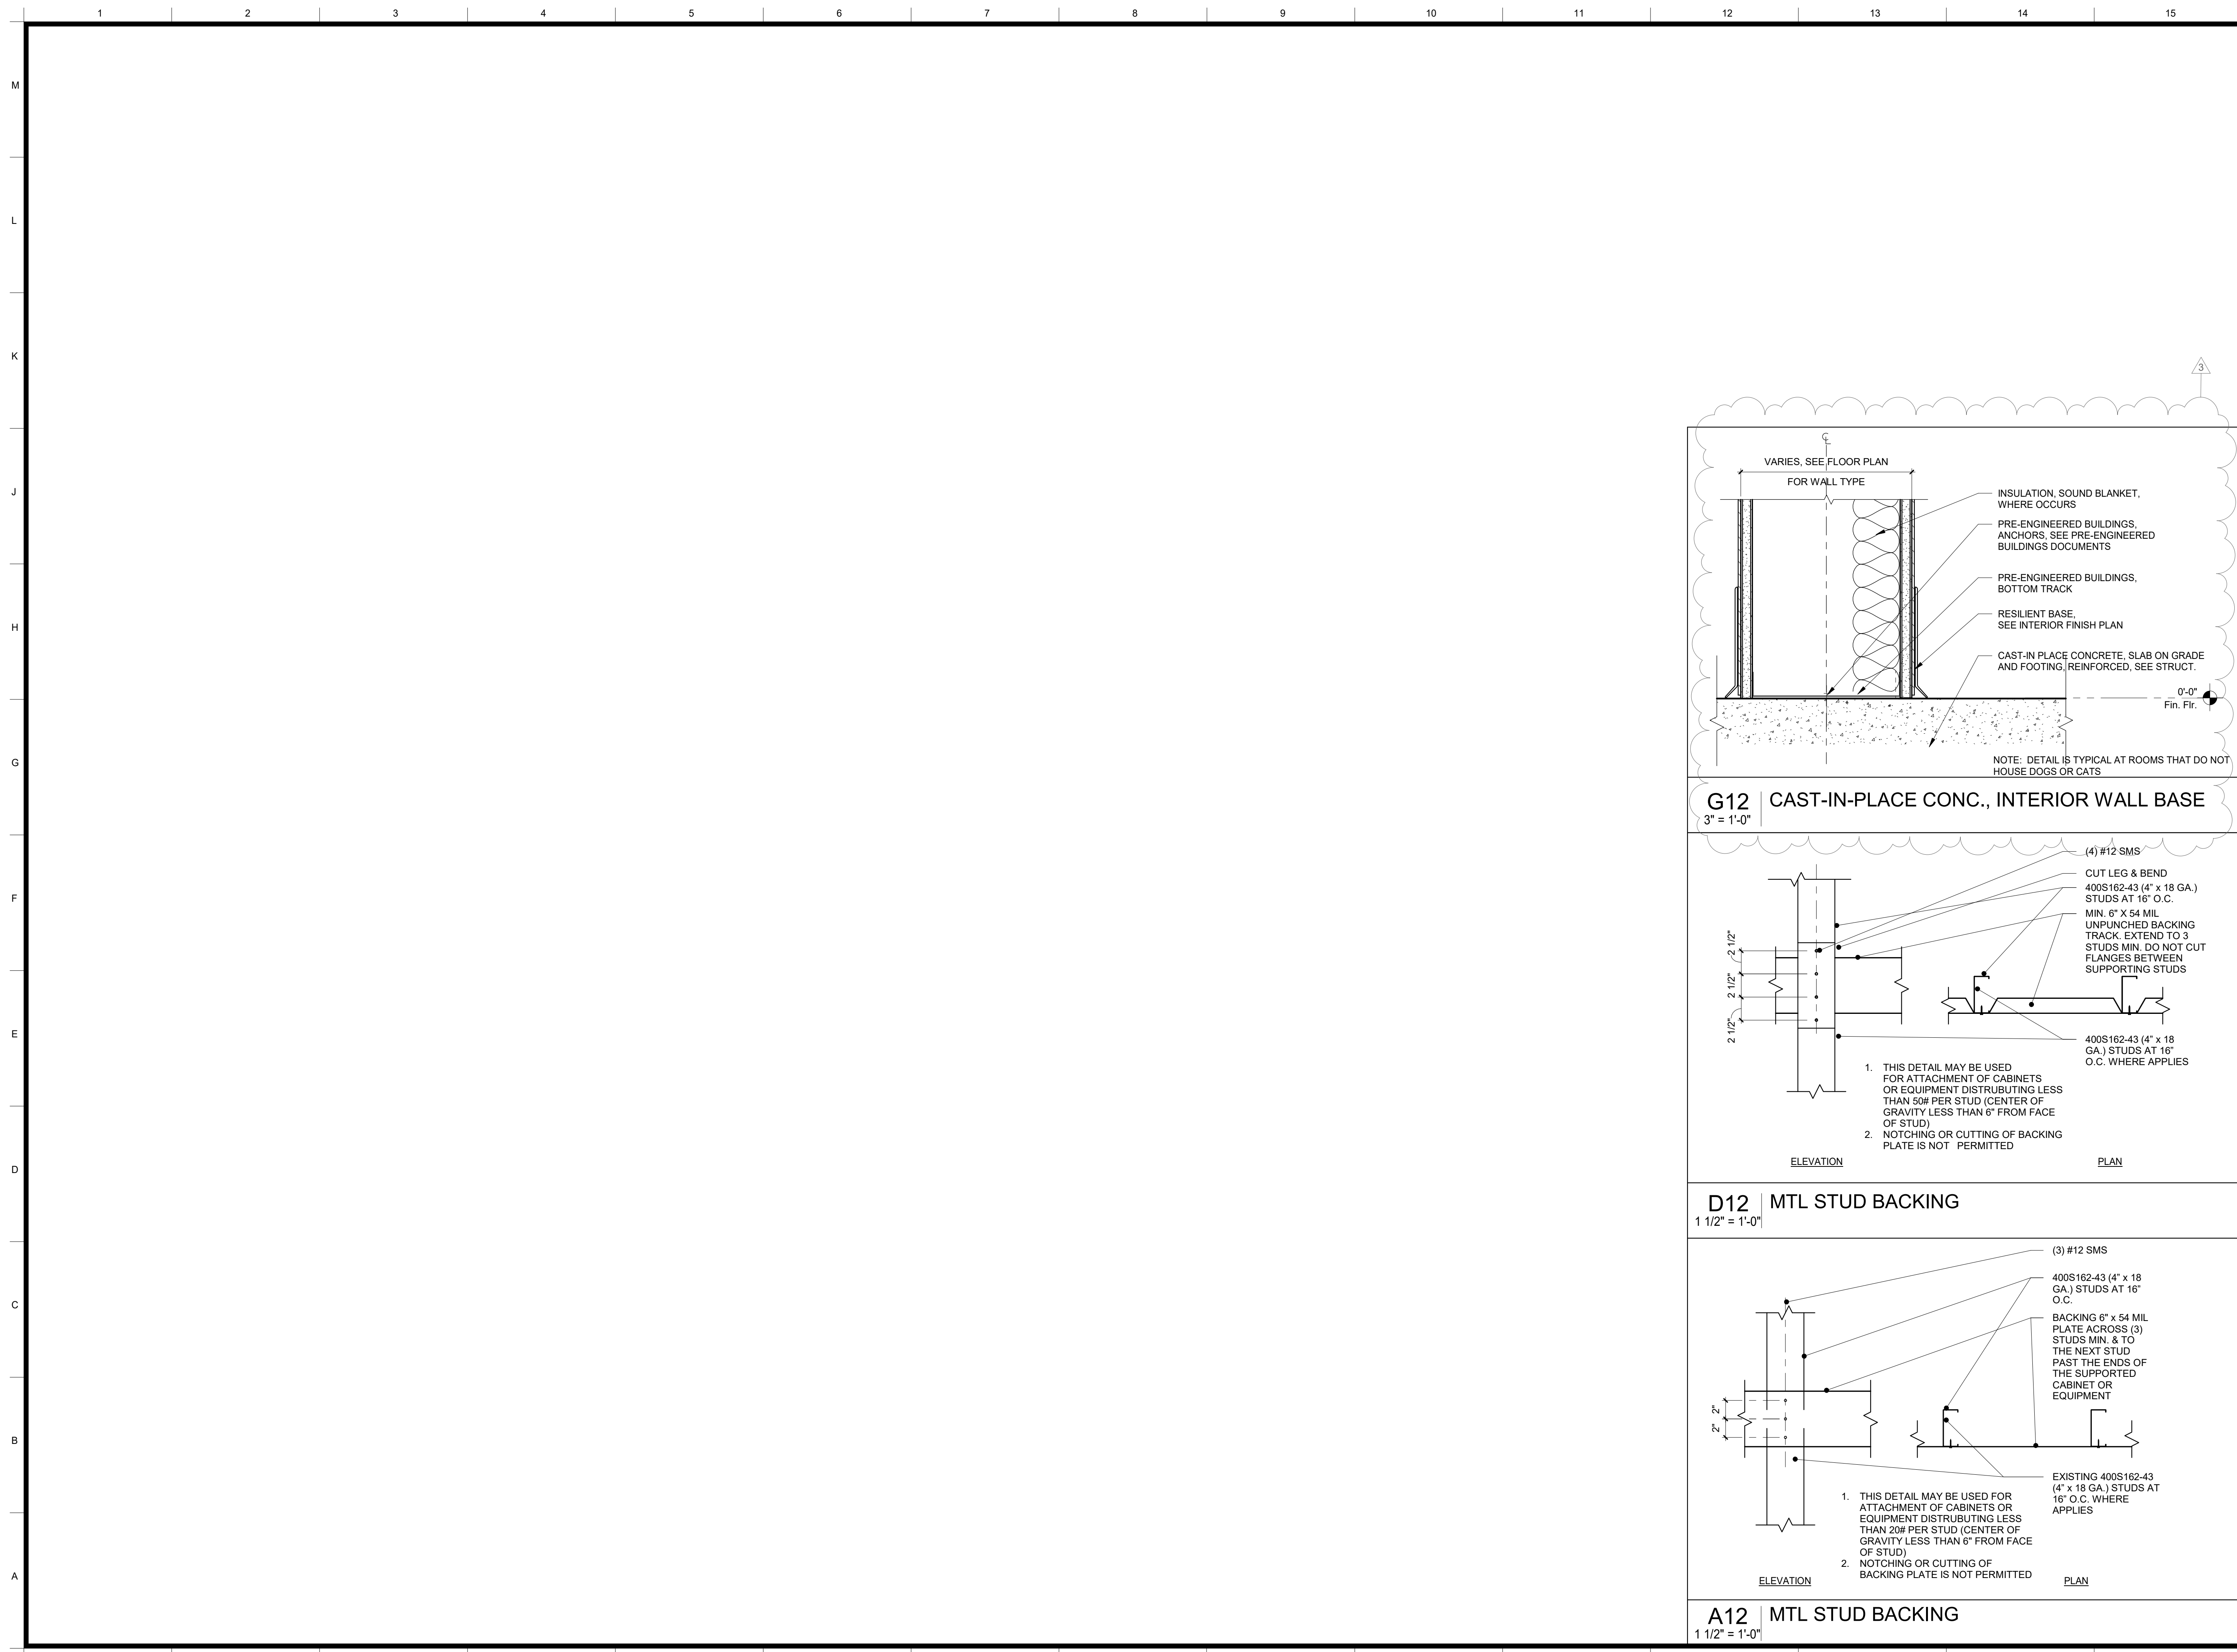 1 2 3 4 5 6 7 8 9 10 11 12 13 14 15
M
L
K
J
H
G
F
E
D
C
B
A
3
℄
VARIES, SEE FLOOR PLAN
FOR WALL TYPE
INSULATION, SOUND BLANKET,
WHERE OCCURS
PRE-ENGINEERED BUILDINGS,
ANCHORS, SEE PRE-ENGINEERED
BUILDINGS DOCUMENTS
PRE-ENGINEERED BUILDINGS,
BOTTOM TRACK
RESILIENT BASE,
SEE INTERIOR FINISH PLAN
CAST-IN PLACE CONCRETE, SLAB ON GRADE
AND FOOTING, REINFORCED, SEE STRUCT.
0'-0"
Fin. Flr.
NOTE: DETAIL IS TYPICAL AT ROOMS THAT DO NOT
HOUSE DOGS OR CATS
G12 CAST-IN-PLACE CONC., INTERIOR WALL BASE
3" = 1'-0"
(4) #12 SMS
CUT LEG & BEND
400S162-43 (4" x 18 GA.)
STUDS AT 16" O.C.
MIN. 6" X 54 MIL
UNPUNCHED BACKING
TRACK. EXTEND TO 3
STUDS MIN. DO NOT CUT
FLANGES BETWEEN
SUPPORTING STUDS
2 1/2"
2 1/2"
2 1/2"
400S162-43 (4" x 18
GA.) STUDS AT 16"
O.C. WHERE APPLIES
1. THIS DETAIL MAY BE USED
FOR ATTACHMENT OF CABINETS
OR EQUIPMENT DISTRUBUTING LESS
THAN 50# PER STUD (CENTER OF
GRAVITY LESS THAN 6" FROM FACE
OF STUD)
2. NOTCHING OR CUTTING OF BACKING
PLATE IS NOT PERMITTED
ELEVATION
PLAN
D12 MTL STUD BACKING
1 1/2" = 1'-0"
(3) #12 SMS
400S162-43 (4" x 18
GA.) STUDS AT 16"
O.C.
BACKING 6" x 54 MIL
PLATE ACROSS (3)
STUDS MIN. & TO
THE NEXT STUD
PAST THE ENDS OF
THE SUPPORTED
CABINET OR
EQUIPMENT
2"
2"
EXISTING 400S162-43
(4" x 18 GA.) STUDS AT
16" O.C. WHERE
APPLIES
1. THIS DETAIL MAY BE USED FOR
ATTACHMENT OF CABINETS OR
EQUIPMENT DISTRUBUTING LESS
THAN 20# PER STUD (CENTER OF
GRAVITY LESS THAN 6" FROM FACE
OF STUD)
2. NOTCHING OR CUTTING OF
BACKING PLATE IS NOT PERMITTED
ELEVATION
PLAN
A12 MTL STUD BACKING
1 1/2" = 1'-0"